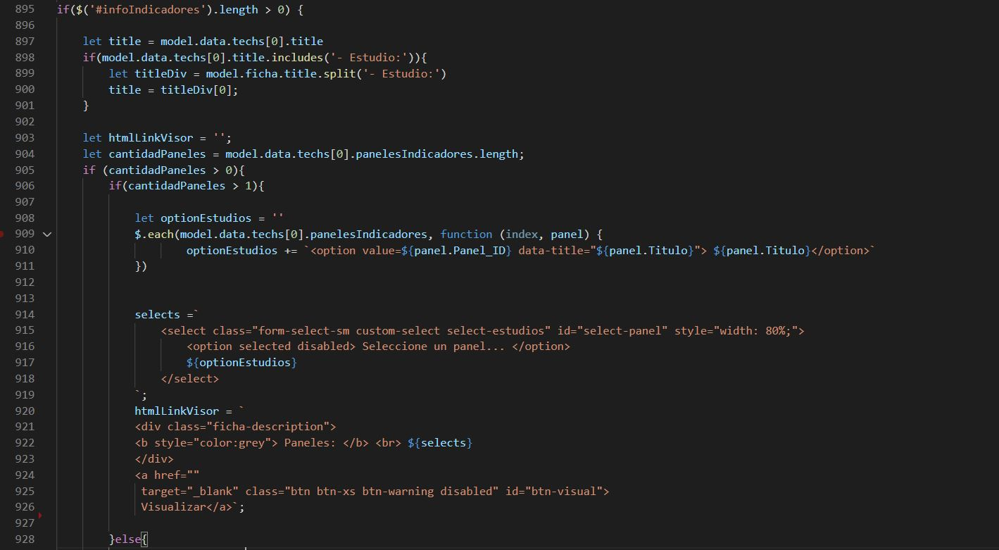 895 if($('#infoIndicadores').length > 0) {
896
897 let title = model.data.techs[0].title
898 if(model.data.techs[0].title.includes('- Estudio:')){
899 let titleDiv = model.ficha.title.split('- Estudio:')
900 title = titleDiv[0];
901 }
902
903 let htmlLinkVisor = '';
904 let cantidadPaneles = model.data.techs[0].panelesIndicadores.length;
905 if (cantidadPaneles > 0){
906 if(cantidadPaneles > 1){
907
908 let optionEstudios = ''
909 $.each(model.data.techs[0].panelesIndicadores, function (index, panel) {
910 optionEstudios += `<option value=${panel.Panel_ID} data-title="${panel.Titulo}"> ${panel.Titulo}</option>`
911 })
912
913
914 selects =`
915 <select class="form-select-sm custom-select select-estudios" id="select-panel" style="width: 80%;">
916 <option selected disabled> Seleccione un panel... </option>
917 ${optionEstudios}
918 </select>
919 `;
920 htmlLinkVisor = `
921 <div class="ficha-description">
922 <b style="color:grey"> Paneles: </b> <br> ${selects}
923 </div>
924 <a href=""
925 target="_blank" class="btn btn-xs btn-warning disabled" id="btn-visual">
926 Visualizar</a>`;
927
928 }else{